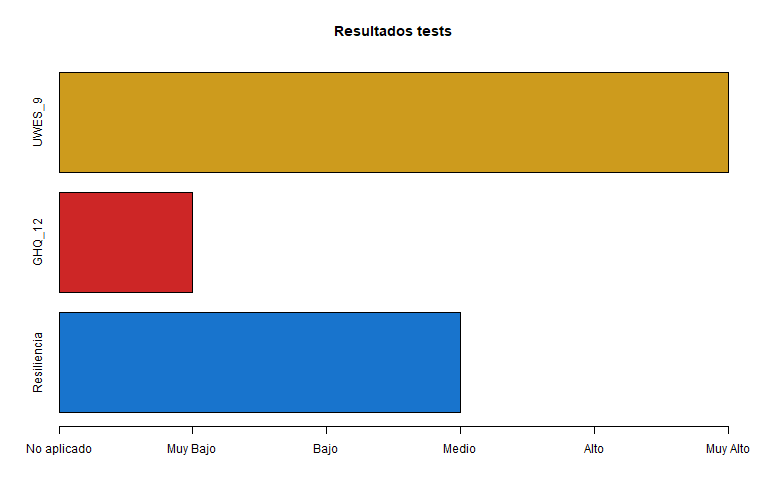 Resultados tests
UWES_9
GHQ_12
Resiliencia
No aplicado
Muy Bajo
Bajo
Medio
Alto
Muy Alto